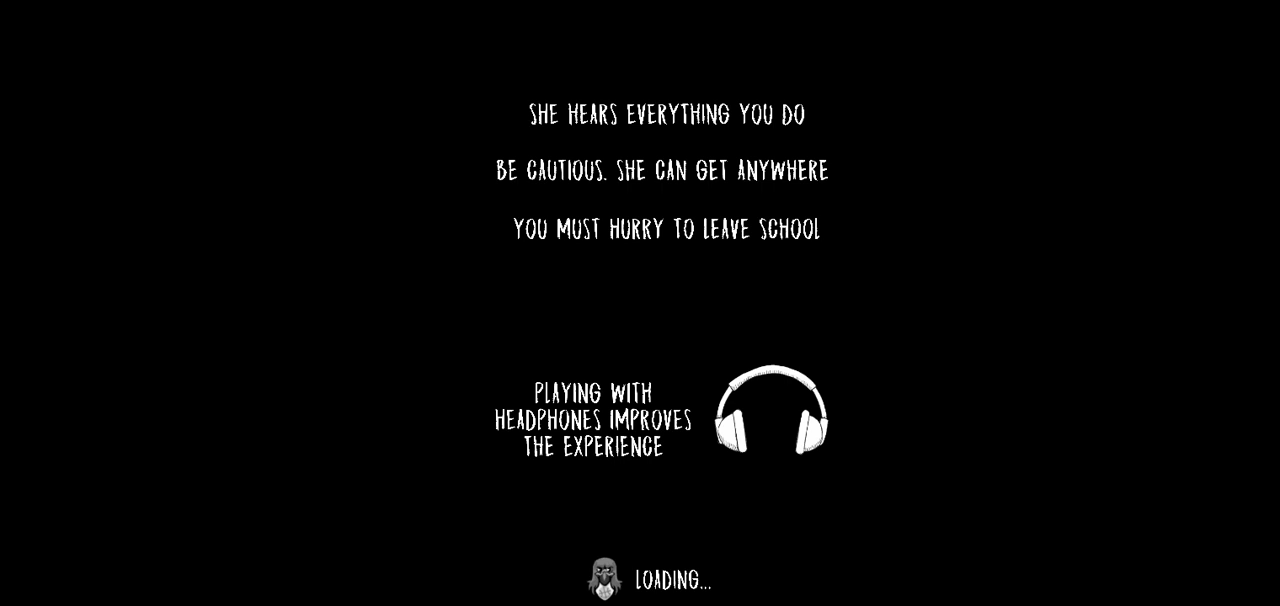 SHE HEARS EVERYTHING YOU DO
BE CAUTIOUS. SHE CAN GET ANYWHERE
YOU MUST HURRY TO LEAVE SCHOOL
PLAYING WITH
HEADPHONES IMPROVES
THE EXPERIENCE
LOADING...